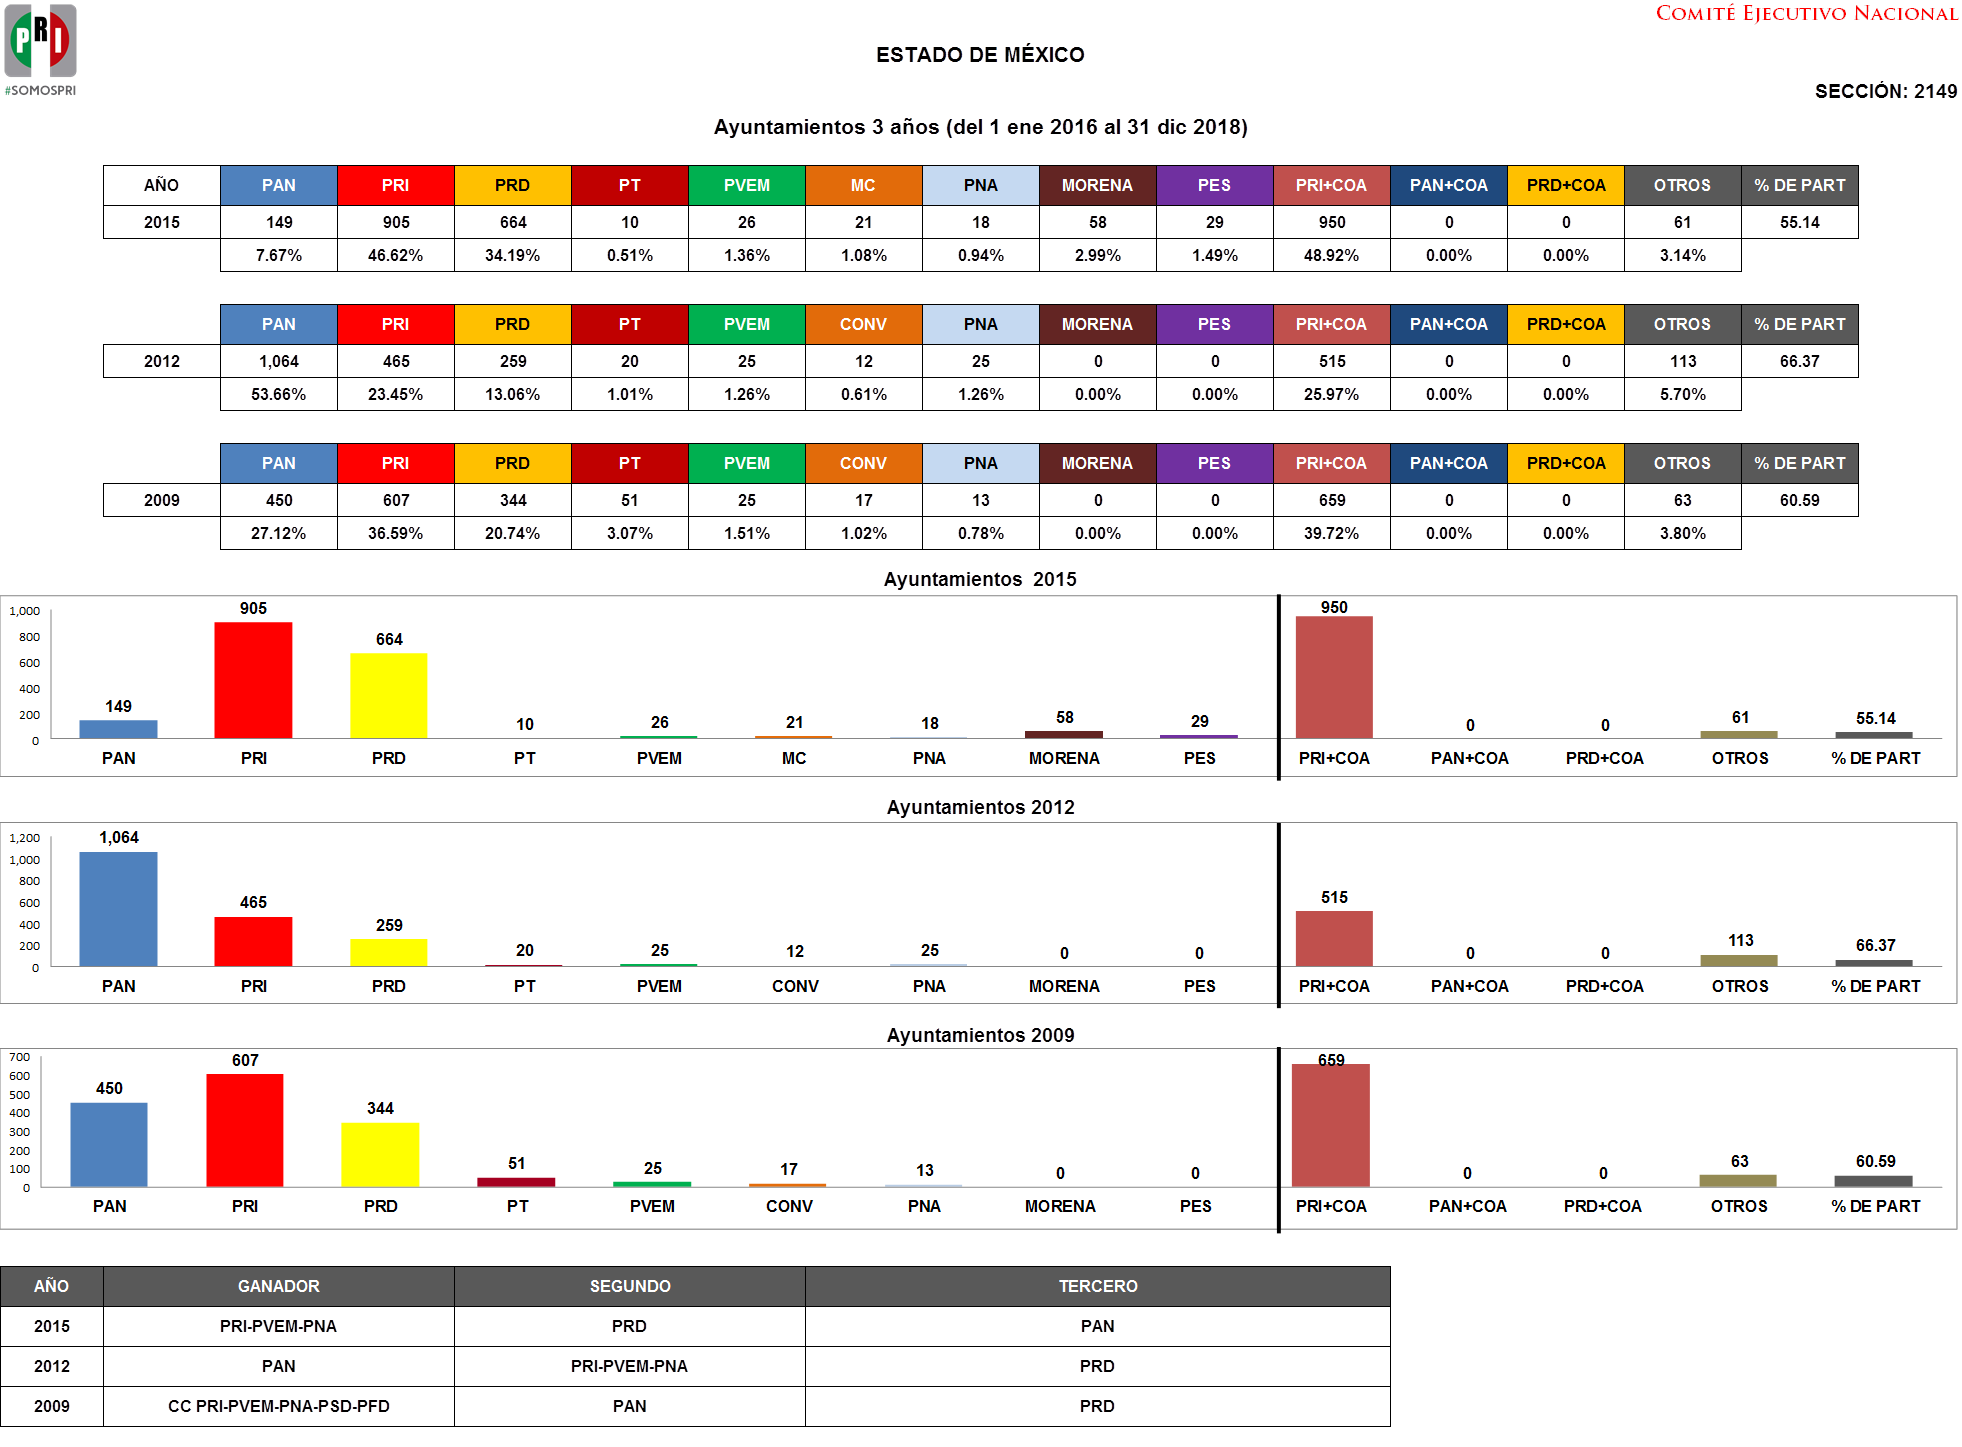 PRI
#SOMOSPRI
COMITÉ EJECUTIVO NACIONAL
ESTADO DE MÉXICO
SECCIÓN: 2149
Ayuntamientos 3 años (del 1 ene 2016 al 31 dic 2018)
AÑO PAN PRI PRD PT PVEM MC PNA MORENA PES PRI+COA PAN+COA PRD+COA OTROS % DE PART
2015 149 905 664 10 26 21 18 58 29 950 0 0 61 55.14
7.67% 46.62% 34.19% 0.51% 1.36% 1.08% 0.94% 2.99% 1.49% 48.92% 0.00% 0.00% 3.14%
PAN PRI PRD PT PVEM CONV PNA MORENA PES PRI+COA PAN+COA PRD+COA OTROS % DE PART
2012 1,064 465 259 20 25 12 25 0 0 515 0 0 113 66.37
53.66% 23.45% 13.06% 1.01% 1.26% 0.61% 1.26% 0.00% 0.00% 25.97% 0.00% 0.00% 5.70%
PAN PRI PRD PT PVEM CONV PNA MORENA PES PRI+COA PAN+COA PRD+COA OTROS % DE PART
2009 450 607 344 51 25 17 13 0 0 659 0 0 63 60.59
27.12% 36.59% 20.74% 3.07% 1.51% 1.02% 0.78% 0.00% 0.00% 39.72% 0.00% 0.00% 3.80%
Ayuntamientos 2015
1,000
800
600
400
200
0
149 905 664 10 26 21 18 58 29 950 0 0 61 55.14
PAN PRI PRD PT PVEM MC PNA MORENA PES PRI+COA PAN+COA PRD+COA OTROS % DE PART
Ayuntamientos 2012
1,200
1,000
800
600
400
200
0
1,064 465 259 20 25 12 25 0 0 515 0 0 113 66.37
PAN PRI PRD PT PVEM CONV PNA MORENA PES PRI+COA PAN+COA PRD+COA OTROS % DE PART
Ayuntamientos 2009
700
600
500
400
300
200
100
0
450 607 344 51 25 17 13 0 0 659 0 0 63 60.59
PAN PRI PRD PT PVEM CONV PNA MORENA PES PRI+COA PAN+COA PRD+COA OTROS % DE PART
AÑO GANADOR SEGUNDO TERCERO
2015 PRI-PVEM-PNA PRD PAN
2012 PAN PRI-PVEM-PNA PRD
2009 CC PRI-PVEM-PNA-PSD-PFD PAN PRD